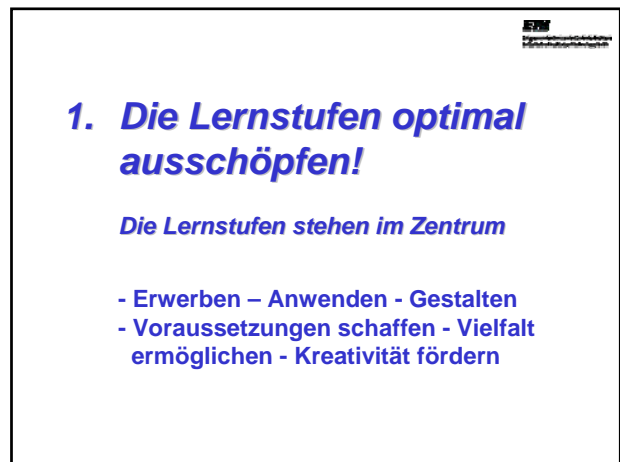 1. Die Lernstufen optimal
ausschöpfen!
Die Lernstufen stehen im Zentrum
- Erwerben – Anwenden - Gestalten
- Voraussetzungen schaffen - Vielfalt
ermöglichen - Kreativität fördern